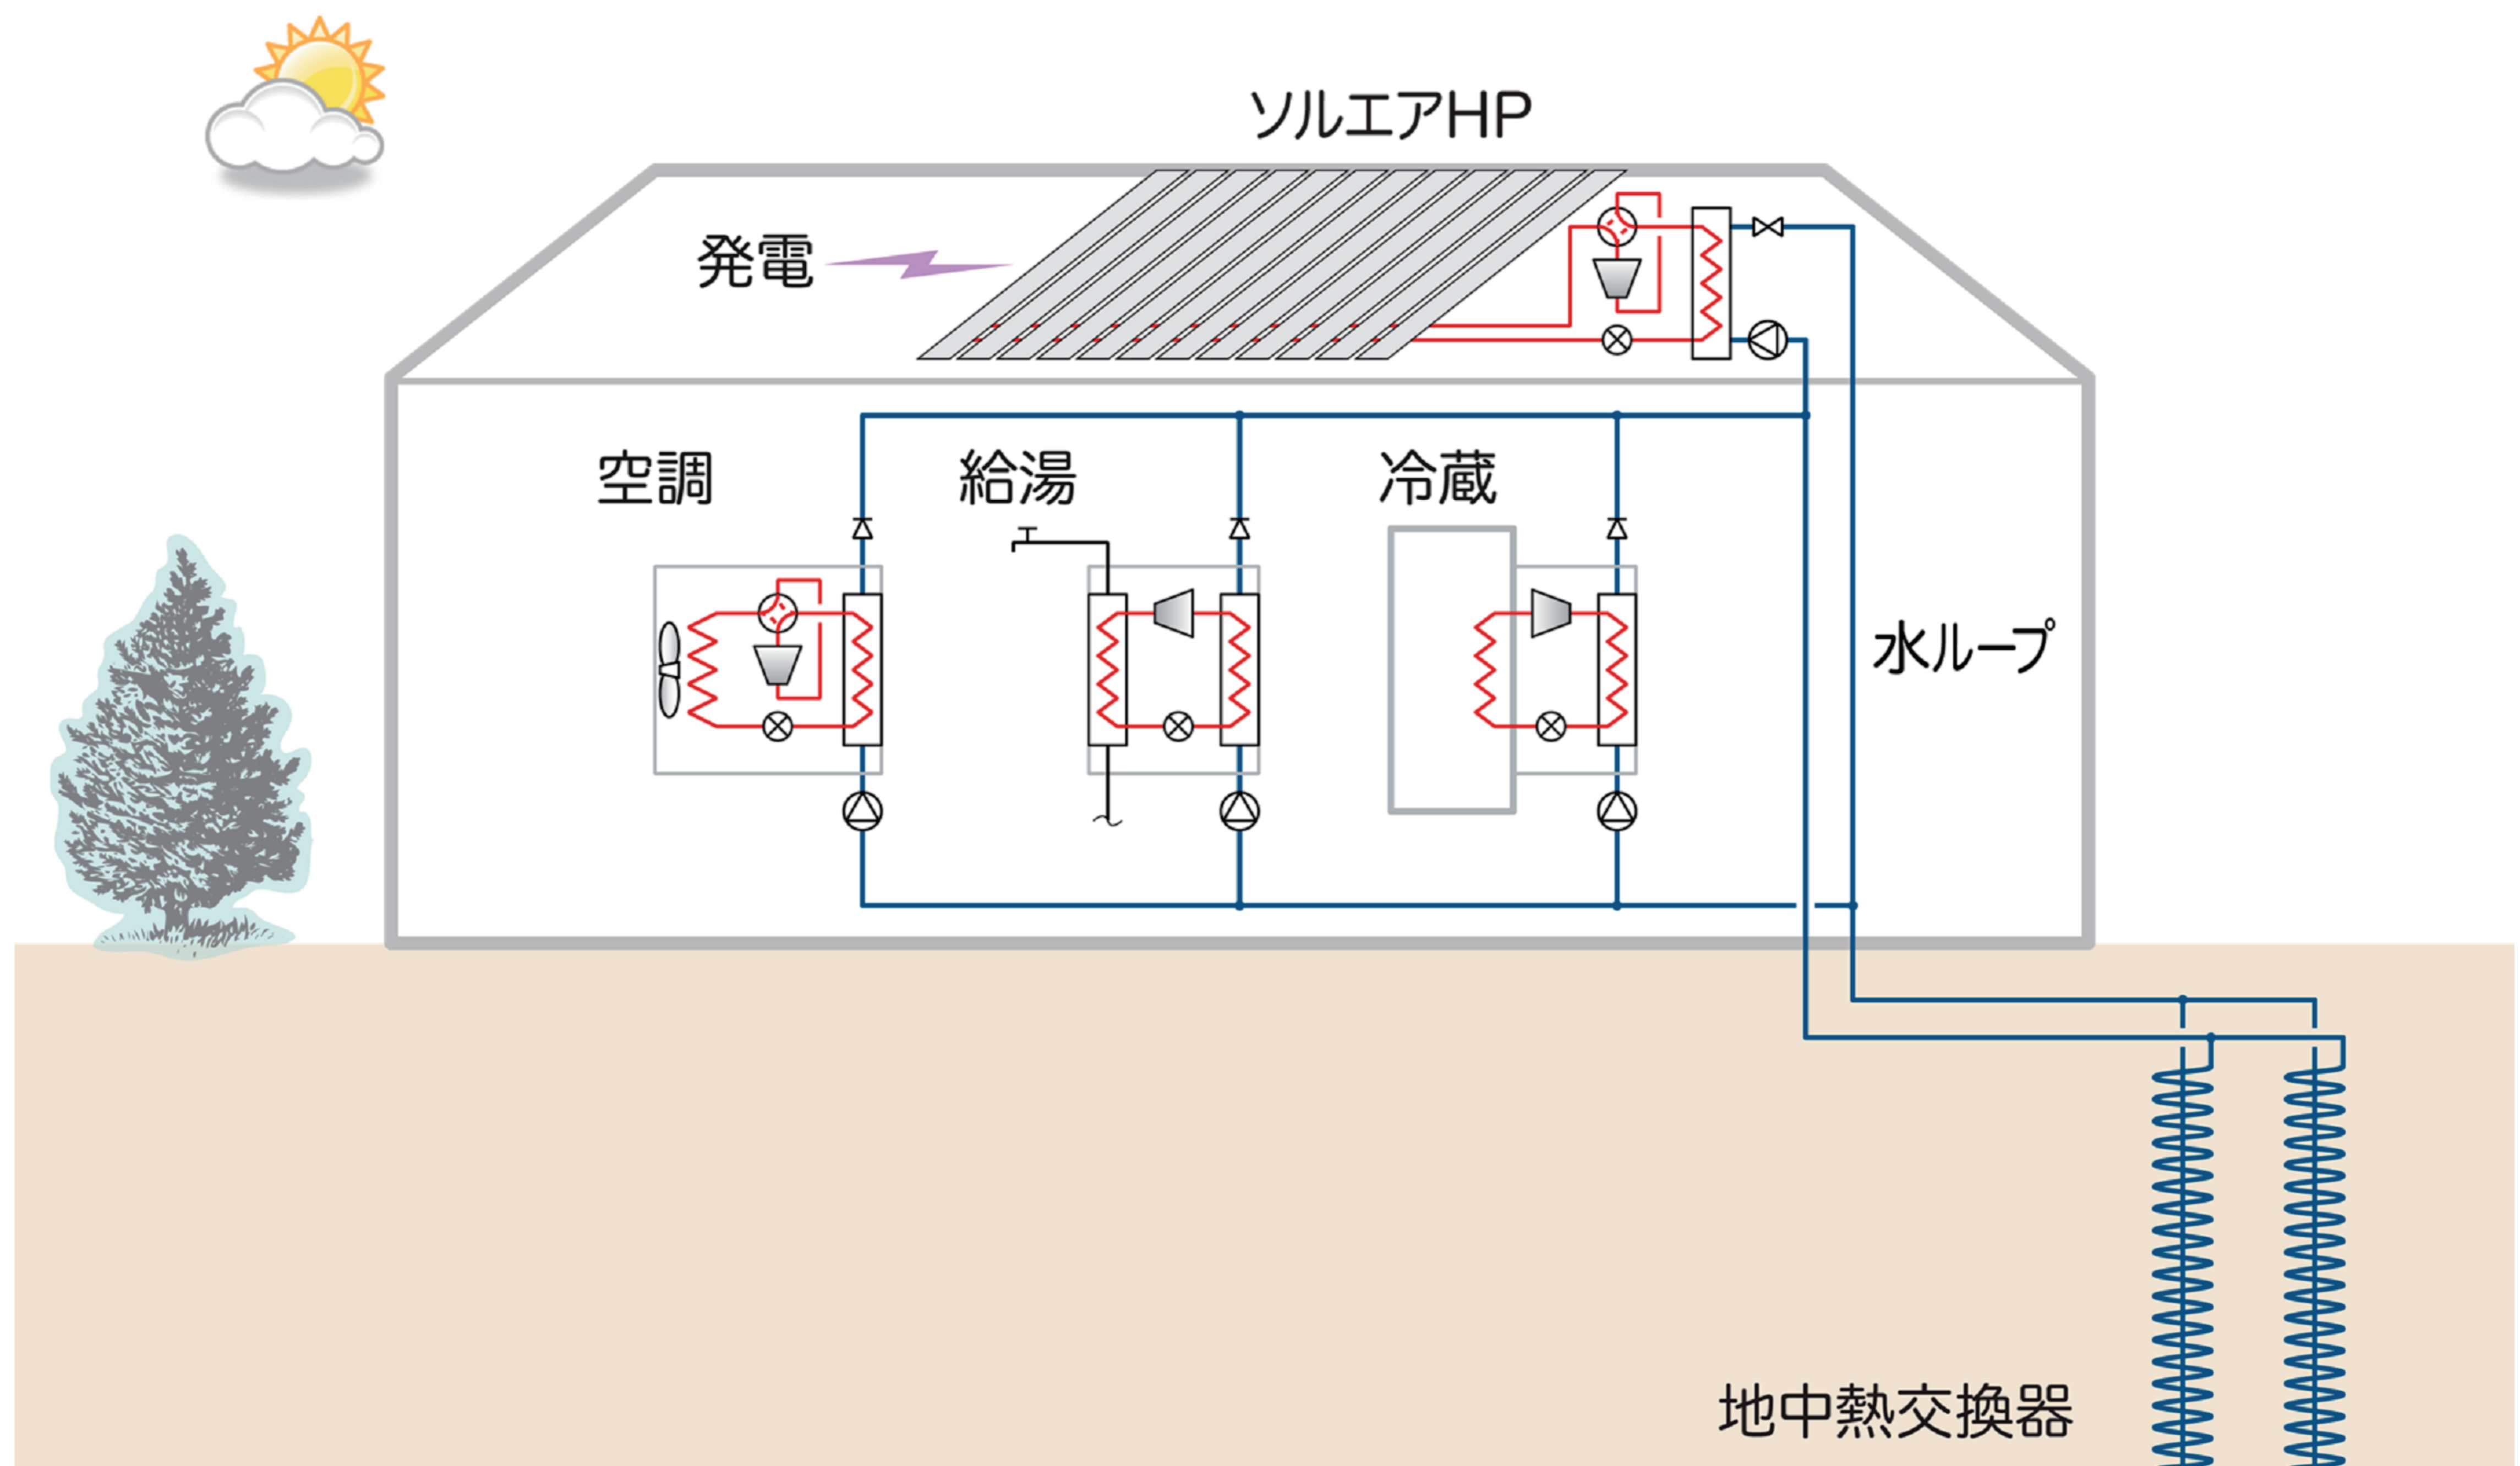 ソルエアHP
発電
空調
給湯
冷蔵
水ループ
地中熱交換器